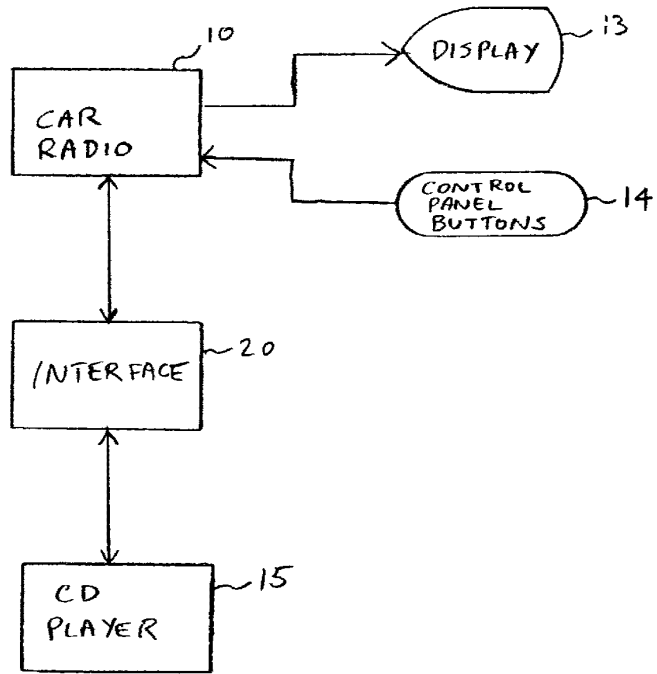 10
CAR
RADIO
DISPLAY
13
CONTROL
PANEL
BUTTONS
14
INTERFACE
20
CD
PLAYER
15